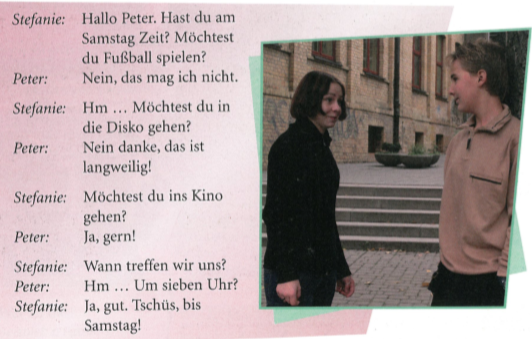 Stefanie: Hallo Peter. Hast du am
Samstag Zeit? Möchtest
du Fußball spielen?
Peter: Nein, das mag ich nicht.
Stefanie: Hm … Möchtest du in
die Disko gehen?
Peter: Nein danke, das ist
langweilig!
Stefanie: Möchtest du ins Kino
gehen?
Peter: Ja, gern!
Stefanie: Wann treffen wir uns?
Peter: Hm … Um sieben Uhr?
Stefanie: Ja, gut. Tschüs, bis
Samstag!